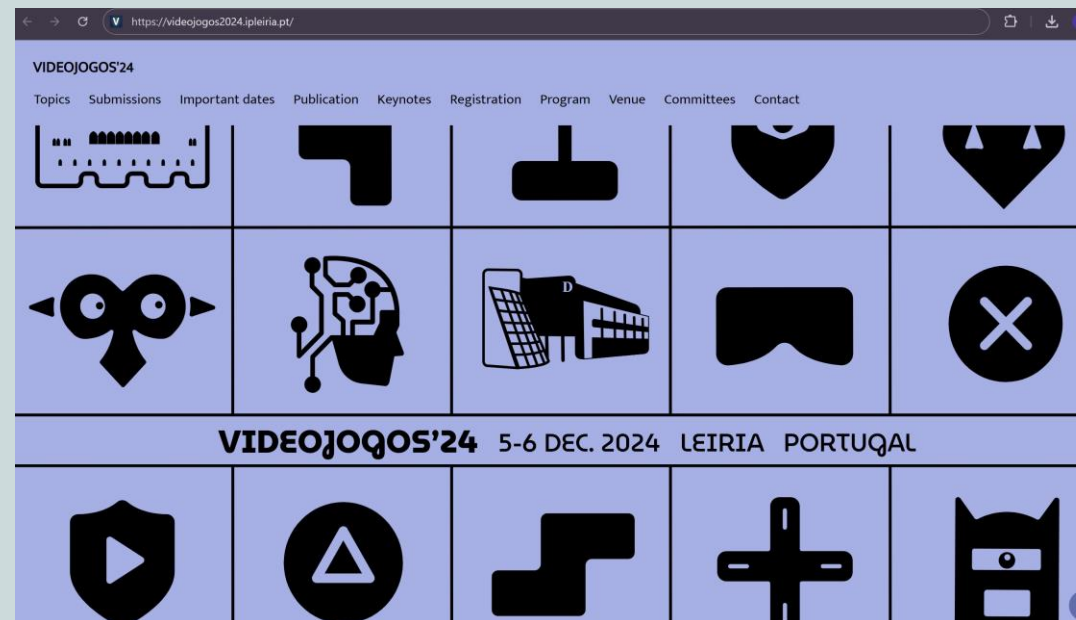 V https://videojogos2024.ipleiria.pt/
VIDEOJOGOS'24
Topics Submissions Important dates Publication Keynotes Registration Program Venue Committees Contact
D
VIDEOJOGOS'24 5-6 DEC. 2024 LEIRIA PORTUGAL